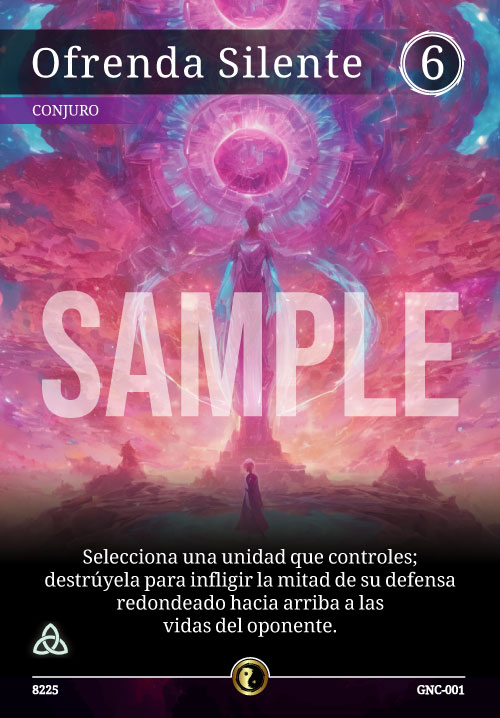 Ofrenda Silente
6
CONJURO
SAMPLE
Selecciona una unidad que controles;
destrúyela para infligir la mitad de su defensa
redondeado hacia arriba a las
vidas del oponente.
8225
GNC-001